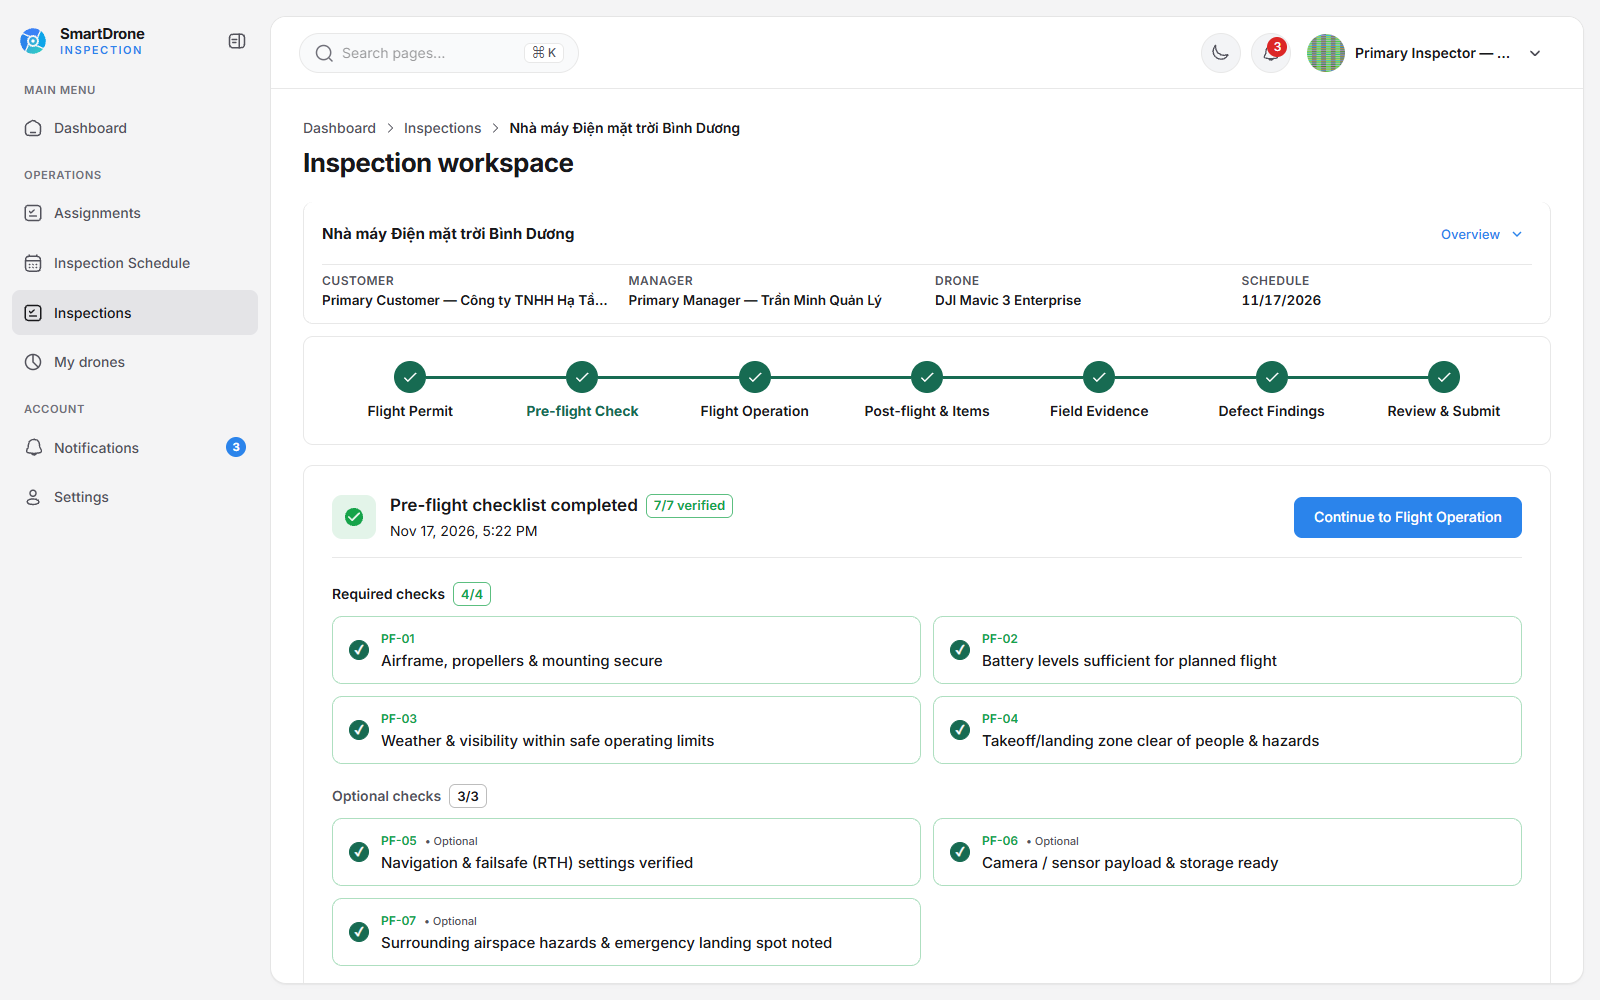 SmartDrone
INSPECTION
MAIN MENU
Dashboard
OPERATIONS
Assignments
Inspection Schedule
Inspections
My drones
ACCOUNT
Notifications
3
Settings
Search pages...
⌘ K
3
Primary Inspector — ...
Dashboard > Inspections > Nhà máy Điện mặt trời Bình Dương
Inspection workspace
Nhà máy Điện mặt trời Bình Dương
Overview
CUSTOMER
Primary Customer — Công ty TNHH Hạ Tầ...
MANAGER
Primary Manager — Trần Minh Quản Lý
DRONE
DJI Mavic 3 Enterprise
SCHEDULE
11/17/2026
Flight Permit
Pre-flight Check
Flight Operation
Post-flight & Items
Field Evidence
Defect Findings
Review & Submit
Pre-flight checklist completed
7/7 verified
Nov 17, 2026, 5:22 PM
Continue to Flight Operation
Required checks
4/4
PF-01
Airframe, propellers & mounting secure
PF-02
Battery levels sufficient for planned flight
PF-03
Weather & visibility within safe operating limits
PF-04
Takeoff/landing zone clear of people & hazards
Optional checks
3/3
PF-05 • Optional
Navigation & failsafe (RTH) settings verified
PF-06 • Optional
Camera / sensor payload & storage ready
PF-07 • Optional
Surrounding airspace hazards & emergency landing spot noted